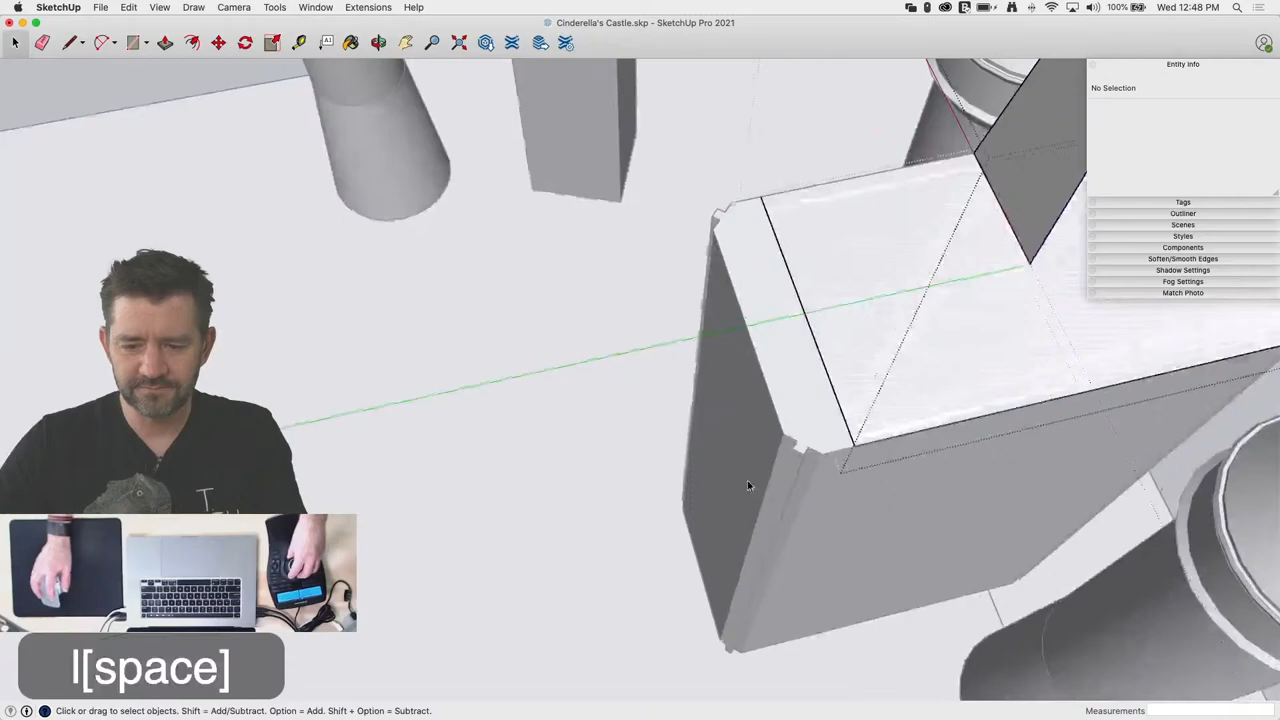 SketchUp File Edit View Draw Camera Tools Window Extensions Help
100% Wed 12:48 PM
Cinderella's Castle.skp - SketchUp Pro 2021
A1
Entity Info
No Selection
Tags
Outliner
Scenes
Styles
Components
Soften/Smooth Edges
Shadow Settings
Fog Settings
Match Photo
l[space]
Click or drag to select objects. Shift = Add/Subtract. Option = Add. Shift + Option = Subtract.
Measurements